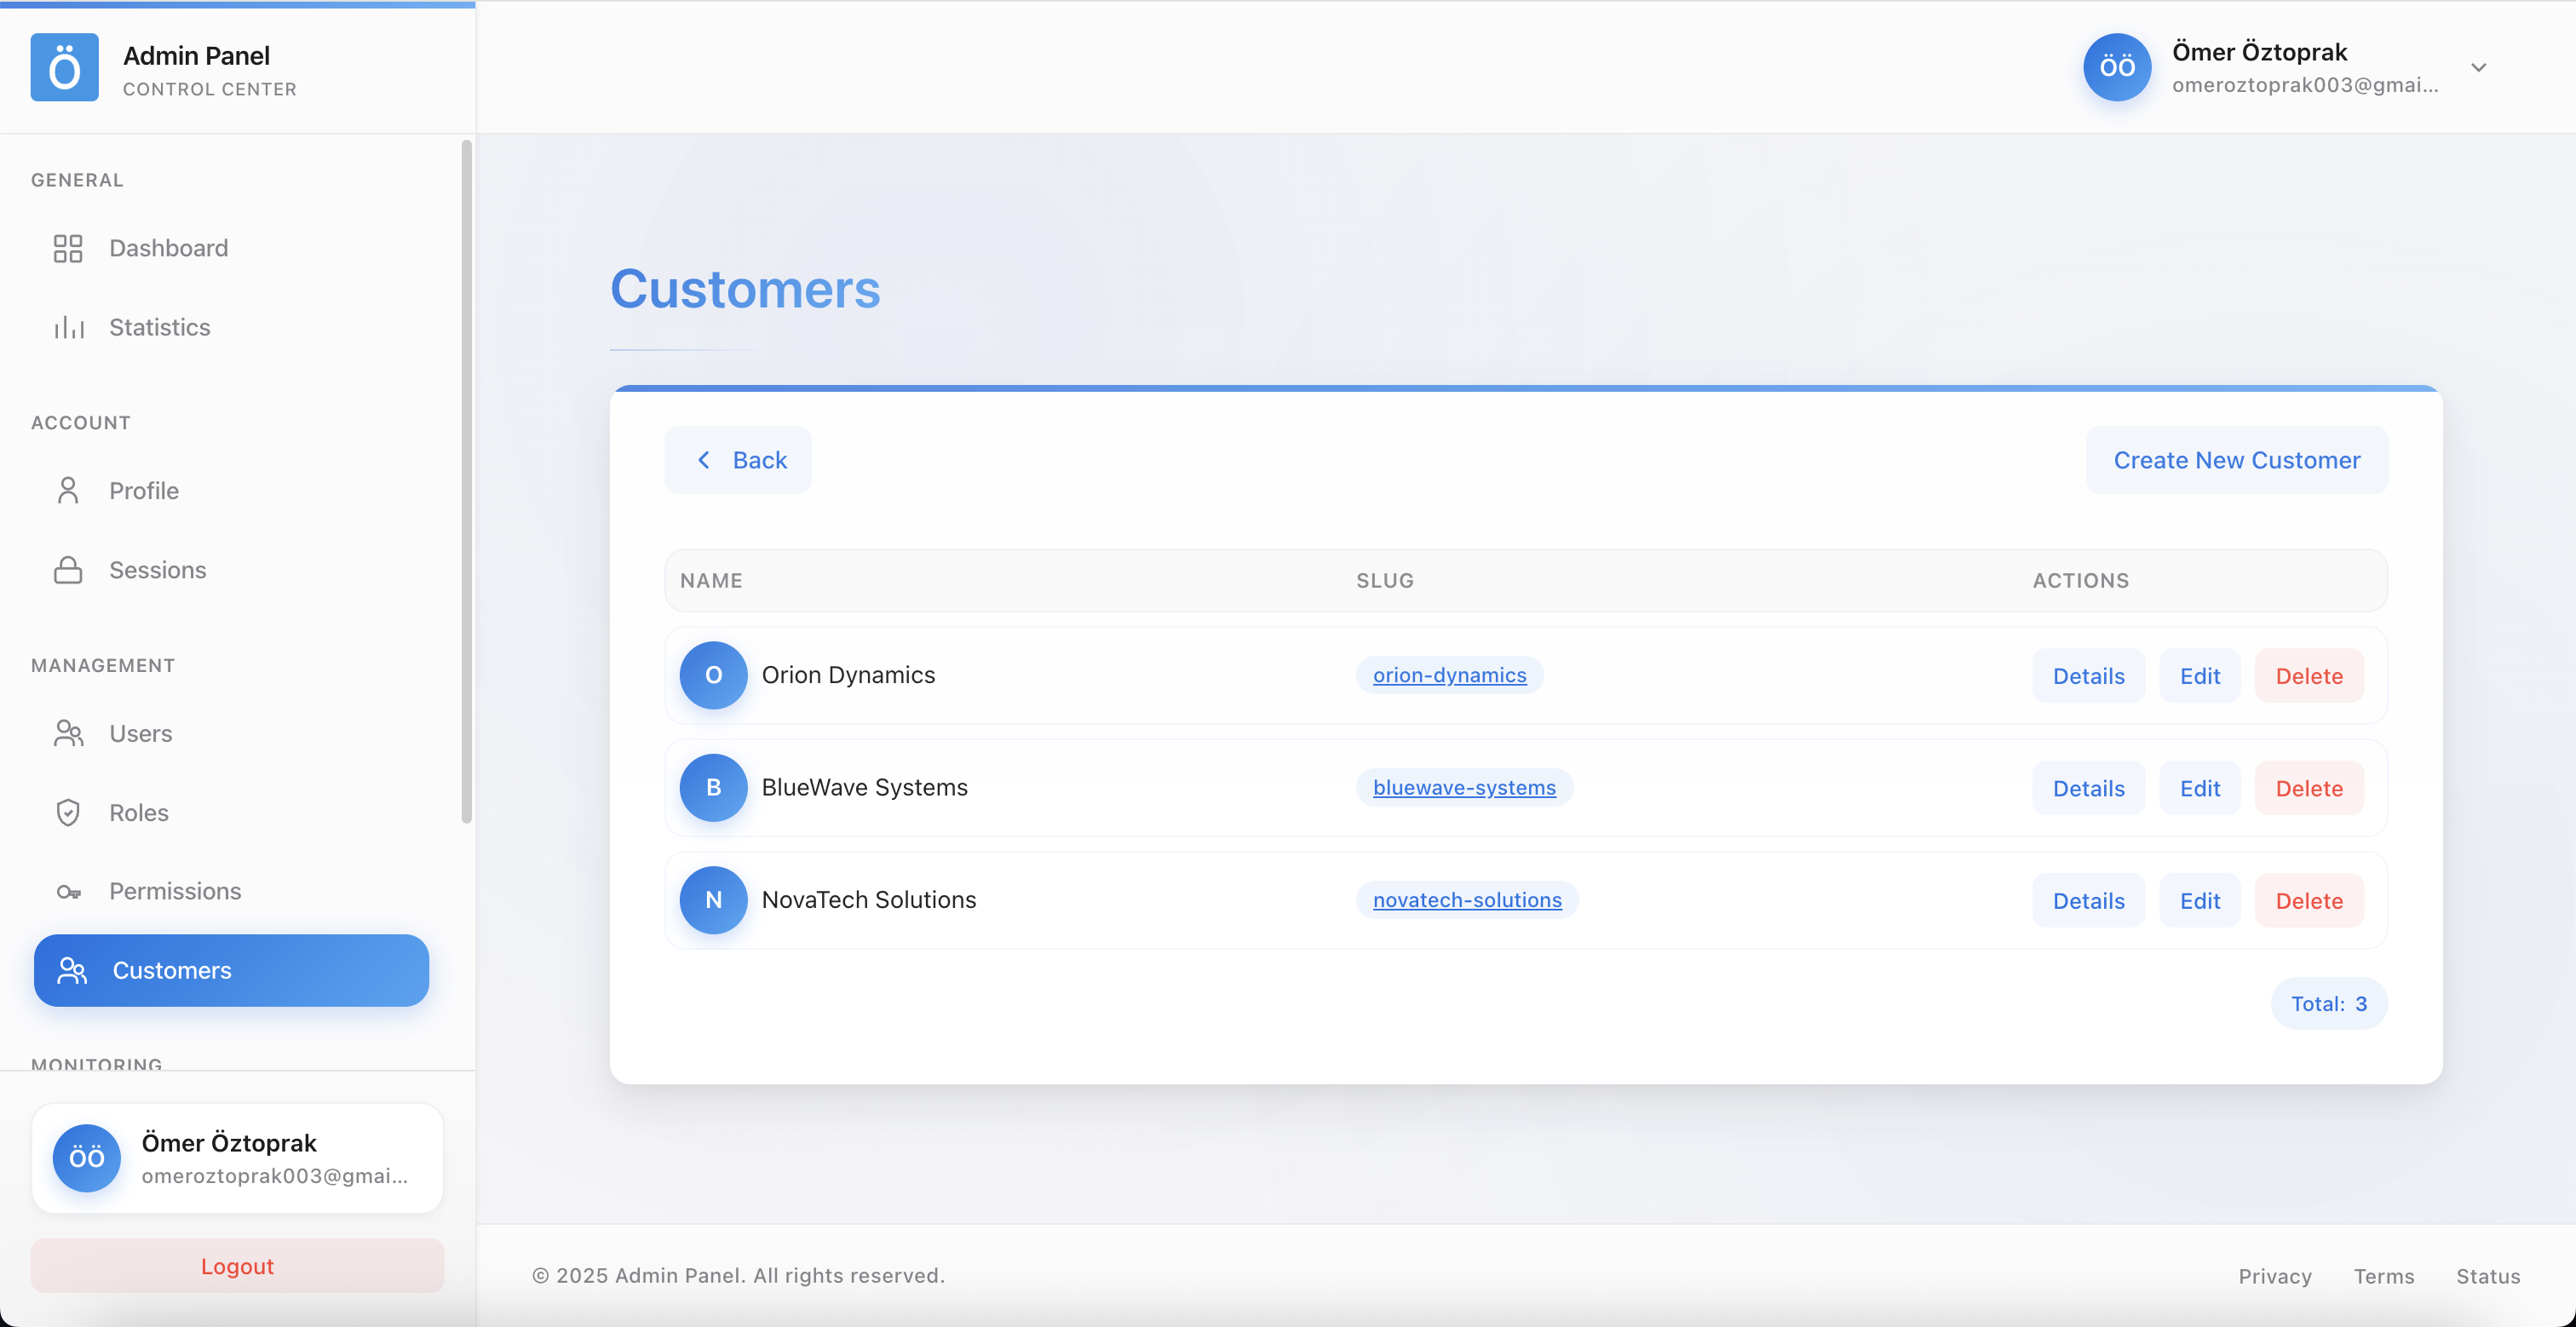 Ö
Admin Panel
CONTROL CENTER
ÖÖ
Ömer Öztoprak
omeroztoprak003@gmai...
GENERAL
Dashboard
Statistics
ACCOUNT
Profile
Sessions
MANAGEMENT
Users
Roles
Permissions
Customers
MONITORING
ÖÖ
Ömer Öztoprak
omeroztoprak003@gmai...
Logout
Customers
Back
Create New Customer
NAME SLUG ACTIONS
O Orion Dynamics orion-dynamics Details Edit Delete
B BlueWave Systems bluewave-systems Details Edit Delete
N NovaTech Solutions novatech-solutions Details Edit Delete
Total: 3
© 2025 Admin Panel. All rights reserved.
Privacy Terms Status